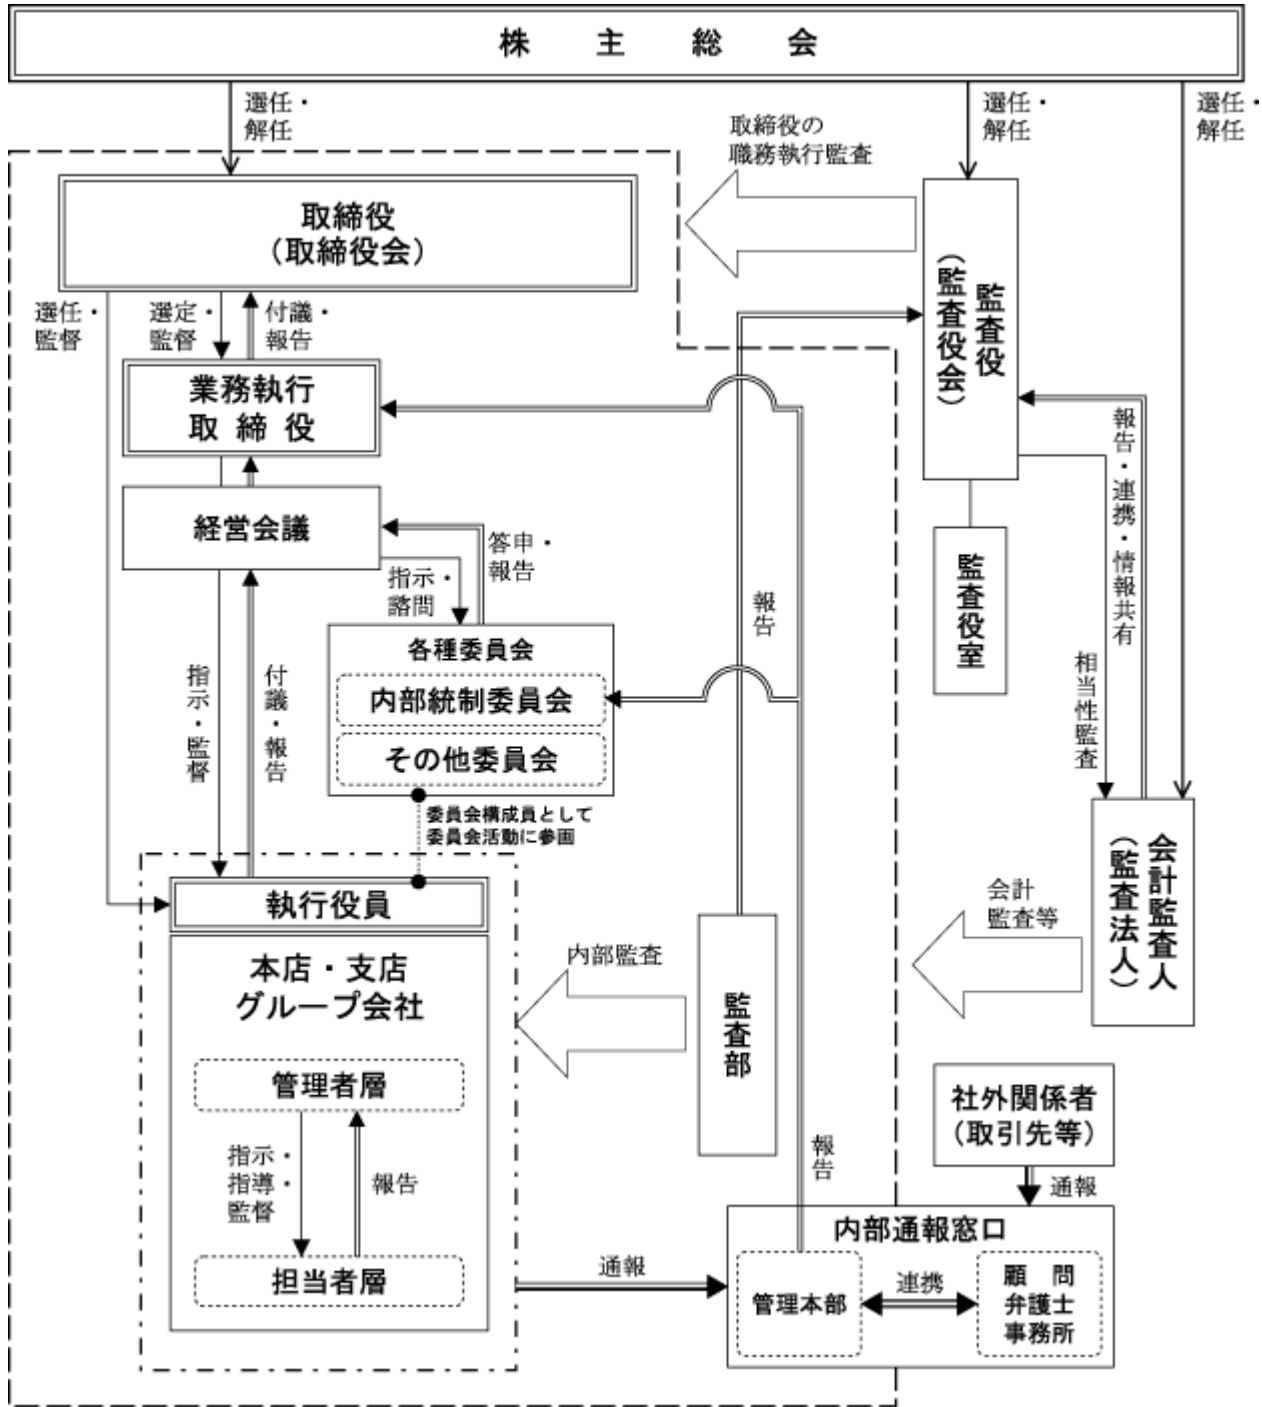 株主総会
選任・
解任
選任・
解任
選任・
解任
取締役の
職務執行監査
取締役
（取締役会）
監査役
（監査役会）
選任・
監督
選定・
監督
付議・
報告
業務執行
取締役
経営会議
答申・
報告
指示・
諮問
報告・連携・情報共有
監査役室
報告
各種委員会
内部統制委員会
その他委員会
相当性監査
指示・監督
付議・報告
委員会構成員として
委員会活動に参画
会計監査人
（監査法人）
執行役員
会計
監査等
内部監査
監査部
本店・支店
グループ会社
管理者層
社外関係者
（取引先等）
指示・
指導・
監督
報告
報告
通報
内部通報窓口
通報
担当者層
管理本部
連携
顧問
弁護士
事務所